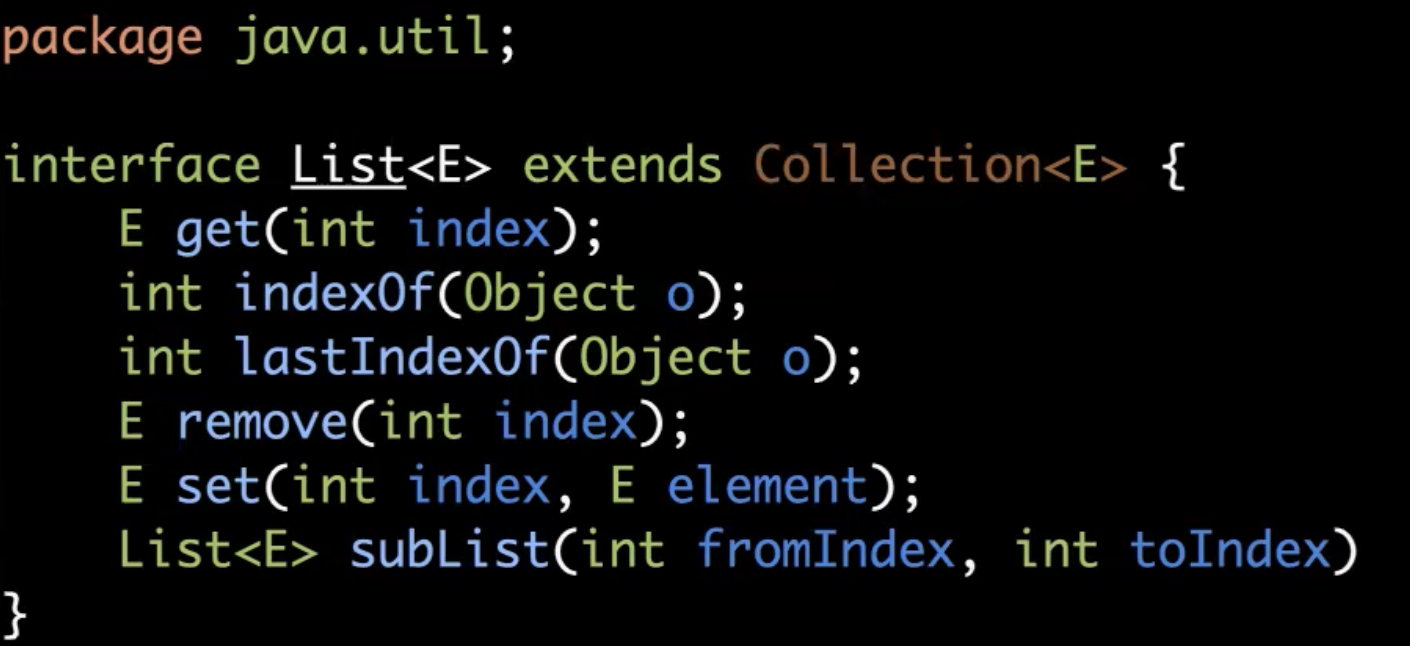 package java.util;
interface List<E> extends Collection<E> {
    E get(int index);
    int indexOf(Object o);
    int lastIndexOf(Object o);
    E remove(int index);
    E set(int index, E element);
    List<E> subList(int fromIndex, int toIndex)
}